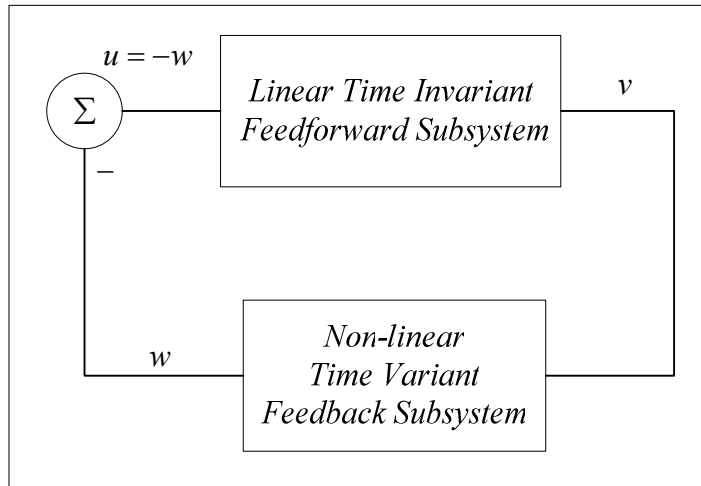 u = −w
Linear Time Invariant
Feedforward Subsystem
v
Σ
−
Non-linear
Time Variant
Feedback Subsystem
w